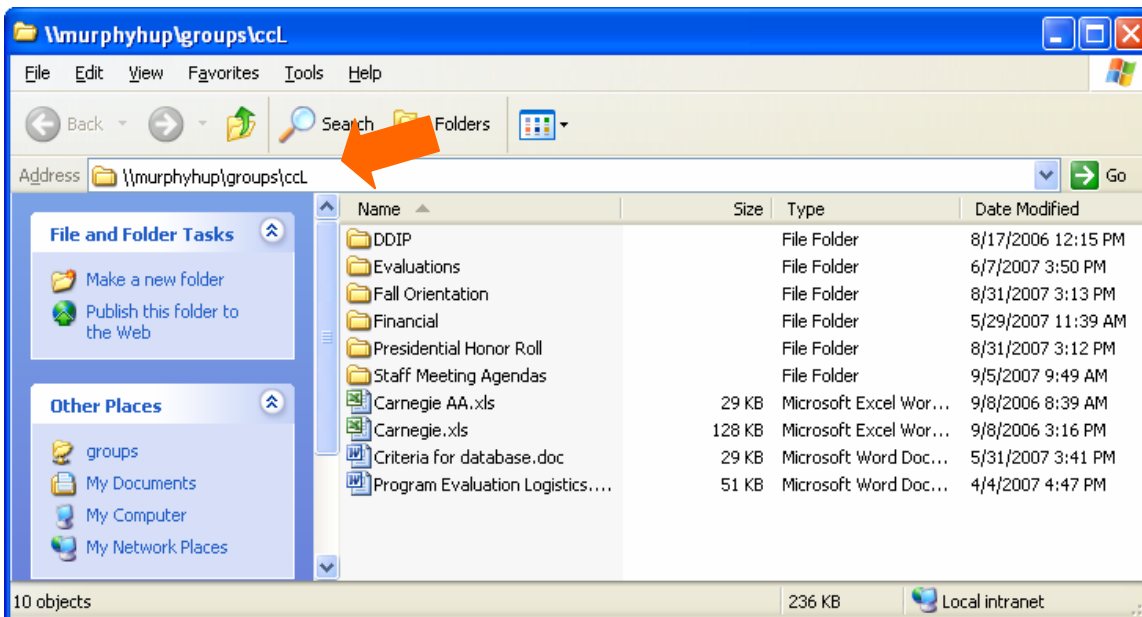 \\murphyhup\groups\ccL
File Edit View Favorites Tools Help
Back Search Folders
Address \\murphyhup\groups\ccL Go
File and Folder Tasks
Make a new folder
Publish this folder to
the Web
Other Places
groups
My Documents
My Computer
My Network Places
Name Size Type Date Modified
DDIP File Folder 8/17/2006 12:15 PM
Evaluations File Folder 6/7/2007 3:50 PM
Fall Orientation File Folder 8/31/2007 3:13 PM
Financial File Folder 5/29/2007 11:39 AM
Presidential Honor Roll File Folder 8/31/2007 3:12 PM
Staff Meeting Agendas File Folder 9/5/2007 9:49 AM
Carnegie AA.xls 29 KB Microsoft Excel Wor... 9/8/2006 8:39 AM
Carnegie.xls 128 KB Microsoft Excel Wor... 9/8/2006 3:16 PM
Criteria for database.doc 29 KB Microsoft Word Doc... 5/31/2007 3:41 PM
Program Evaluation Logistics.... 51 KB Microsoft Word Doc... 4/4/2007 4:47 PM
10 objects 236 KB Local intranet